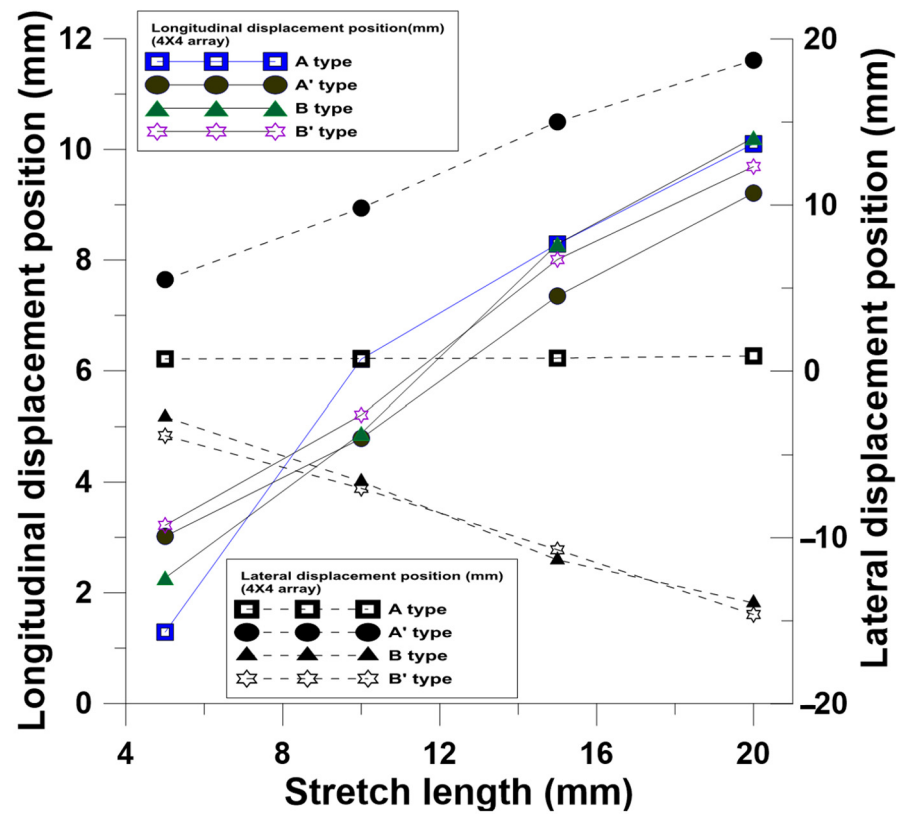 Longitudinal displacement position (mm)
12
10
8
6
4
2
0
Longitudinal displacement position(mm)
(4X4 array)
A type
A' type
B type
B' type
Lateral displacement position (mm)
(4X4 array)
A type
A' type
B type
B' type
20
10
0
−10
−20
Lateral displacement position (mm)
4 8 12 16 20
Stretch length (mm)